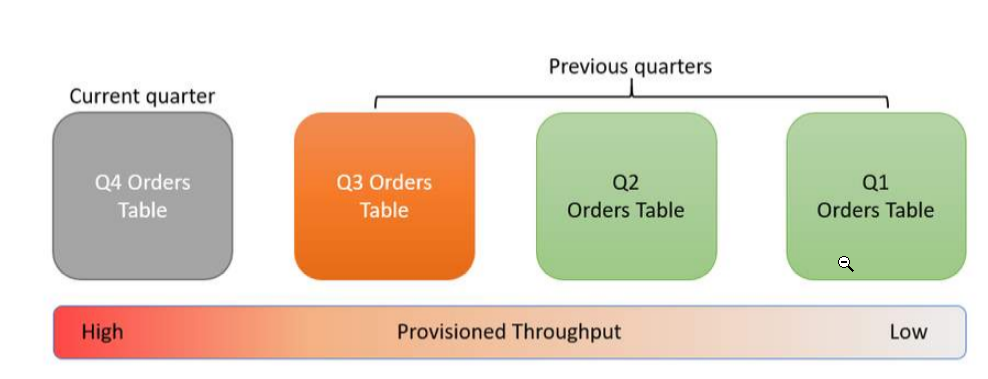 Previous quarters
Current quarter
Q4 Orders
Table
Q3 Orders
Table
Q2
Orders Table
Q1
Orders Table
High
Provisioned Throughput
Low